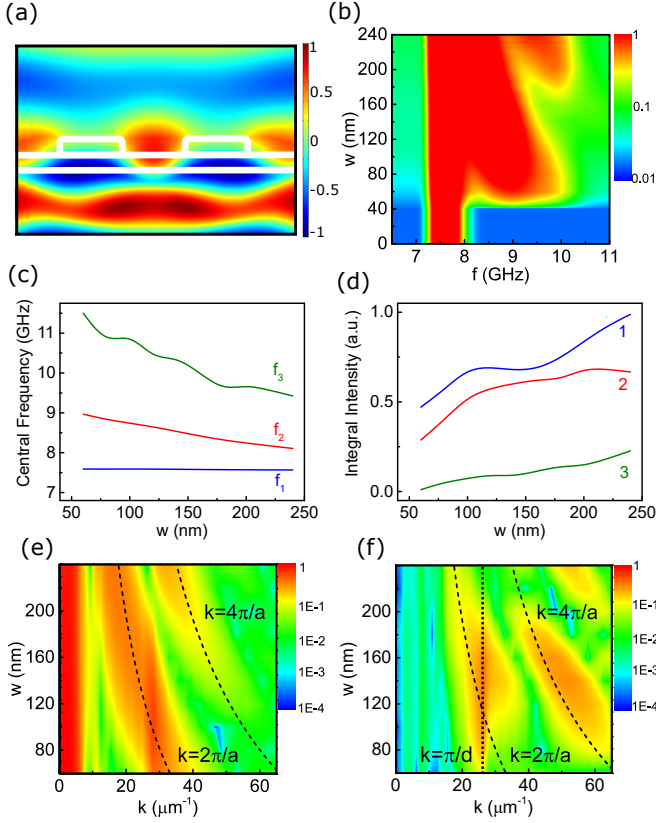 (a)
1
0.5
0
-0.5
-1
(b)
240
200
160
120
80
40
0
w (nm)
7 8 9 10 11
f (GHz)
1
0.1
0.01
(c)
11
10
9
8
7
Central Frequency (GHz)
f3
f2
f1
50 100 150 200 250
w (nm)
(d)
1.0
0.5
0.0
Integral Intensity (a.u.)
1
2
3
50 100 150 200 250
w (nm)
(e)
200
140
80
w (nm)
k=4π/a
k=2π/a
0 20 40 60
k (μm⁻¹)
1
1E-1
1E-2
1E-3
1E-4
(f)
200
140
80
w (nm)
k=4π/a
k=π/d
k=2π/a
0 20 40 60
k (μm⁻¹)
1
1E-1
1E-2
1E-3
1E-4